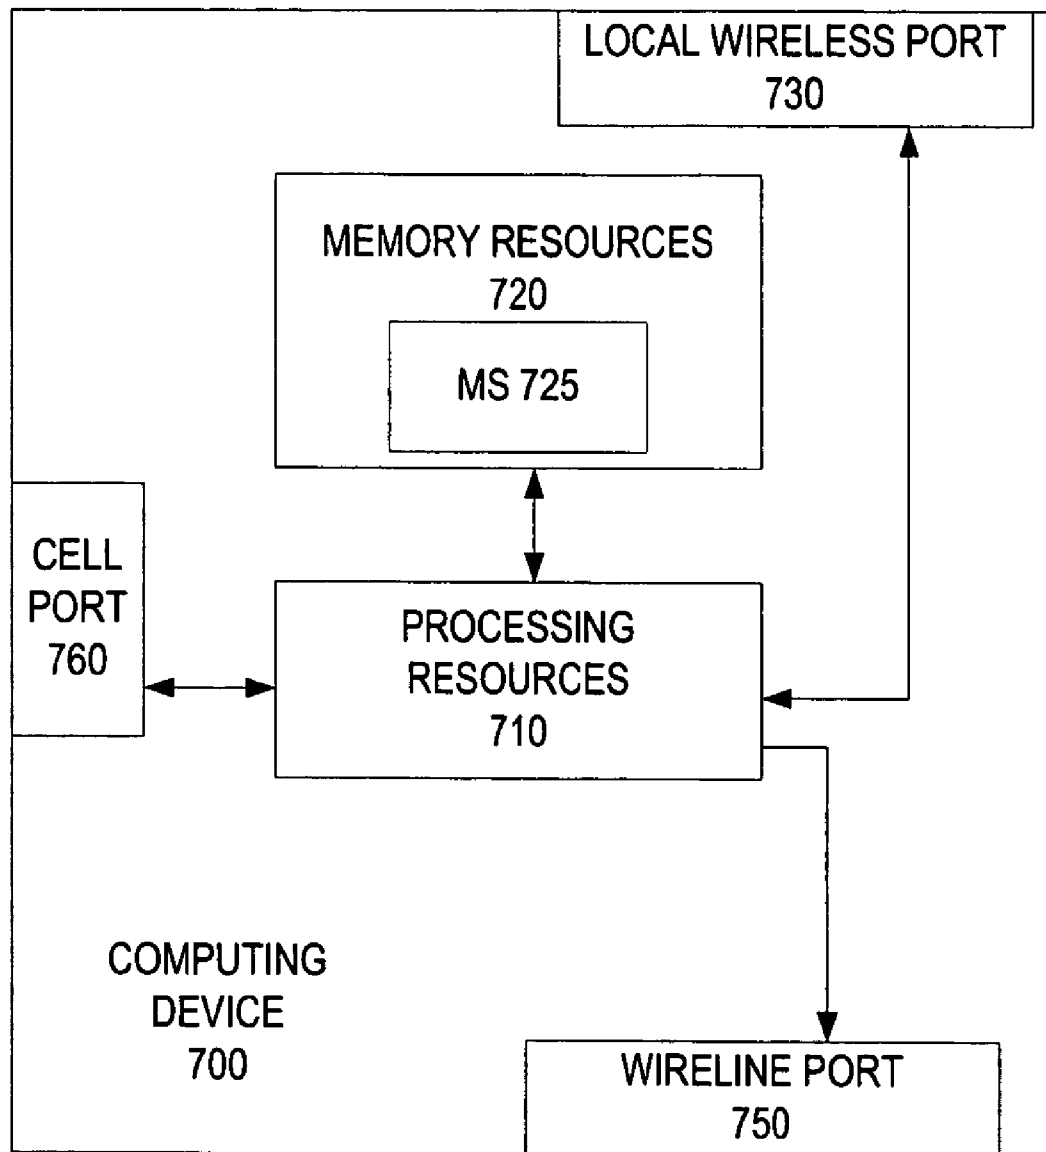 LOCAL WIRELESS PORT
730
MEMORY RESOURCES
720
MS 725
CELL
PORT
760
PROCESSING
RESOURCES
710
COMPUTING
DEVICE
700
WIRELINE PORT
750